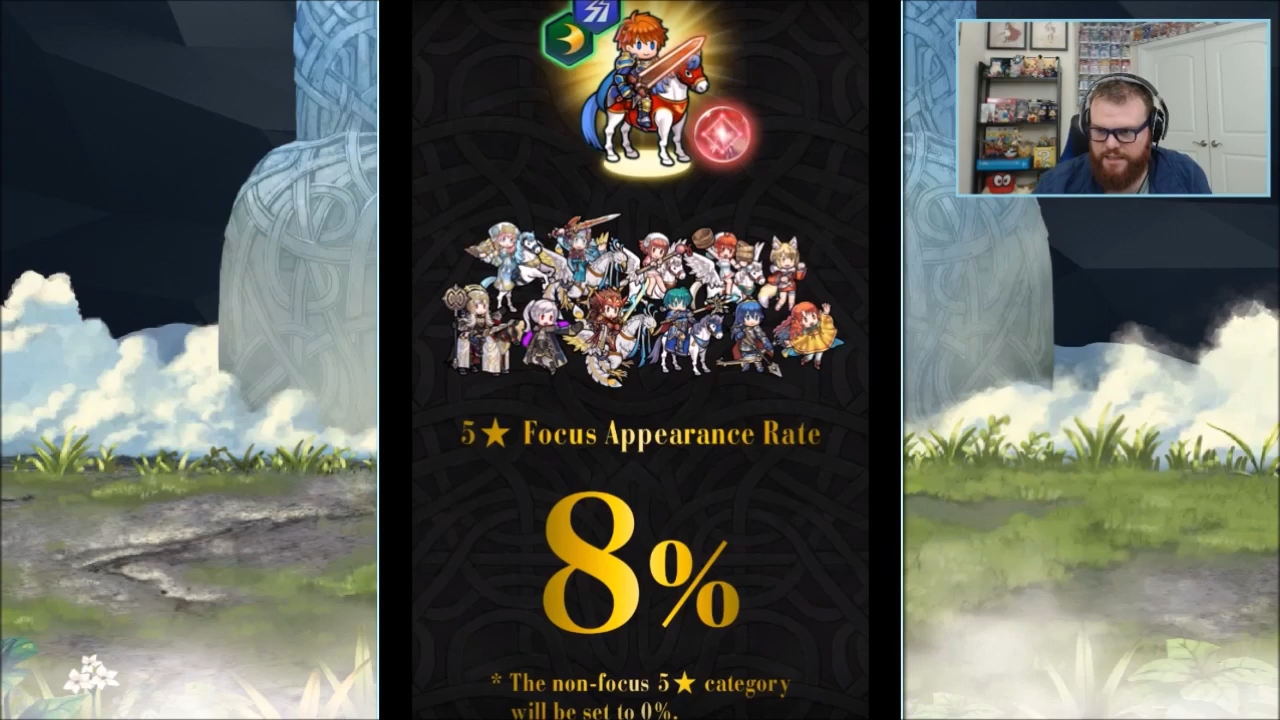 5★ Focus Appearance Rate
8%
* The non-focus 5★ category
will be set to 0%.